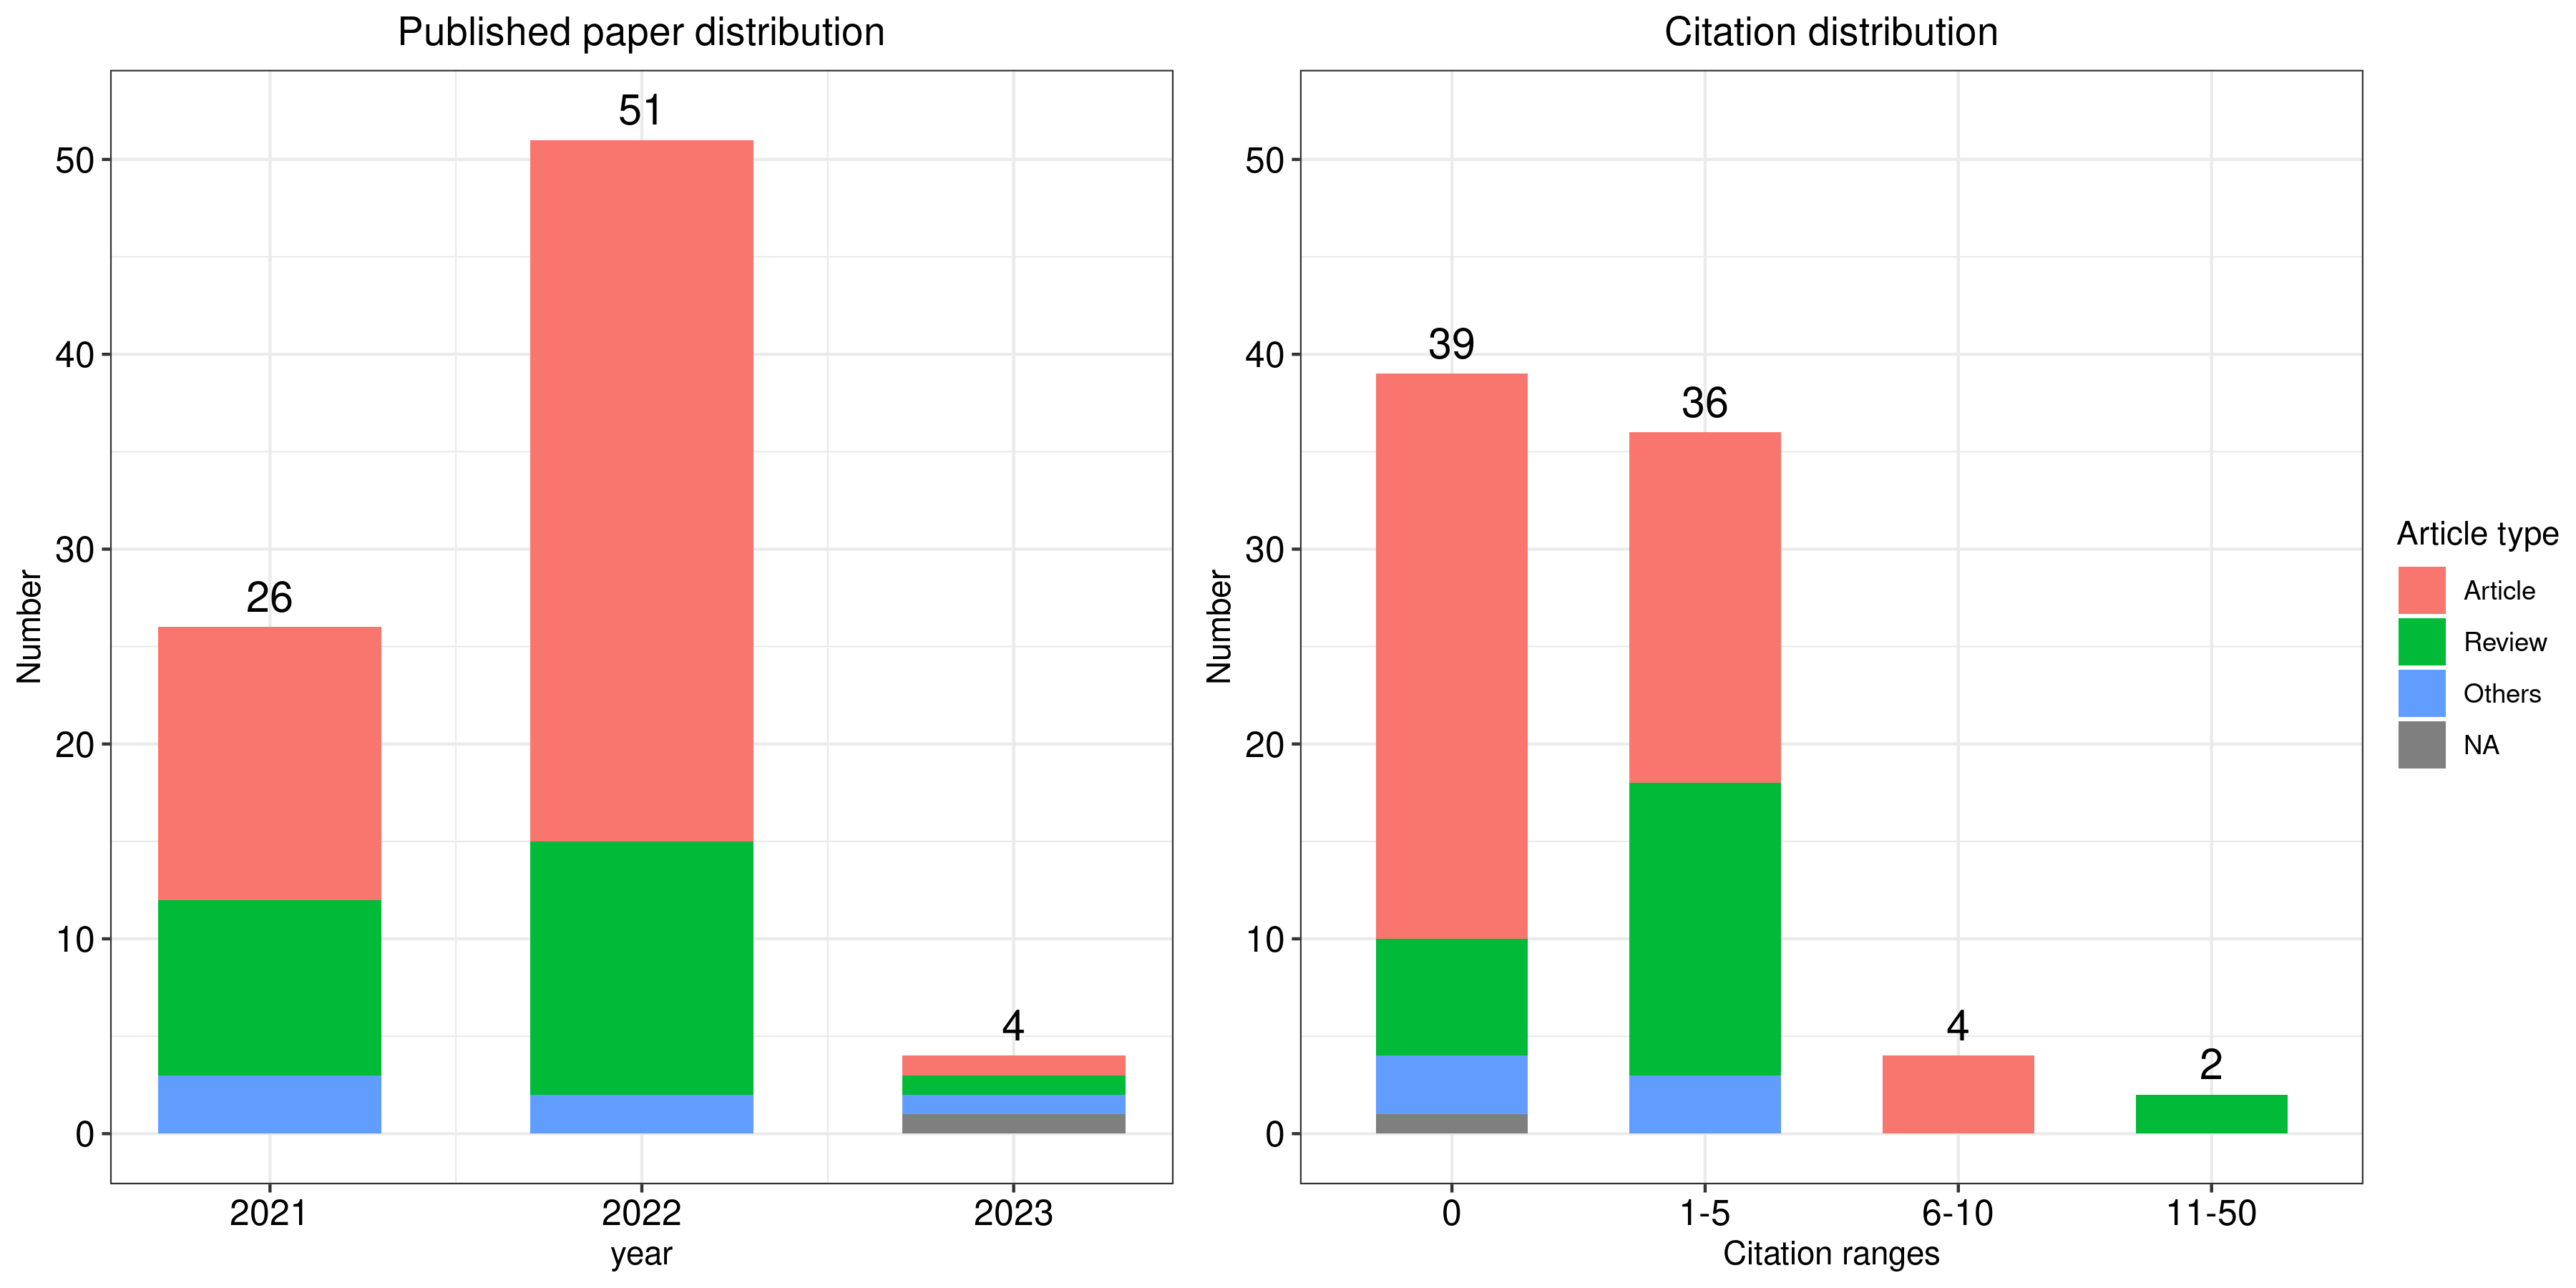 Published paper distribution
Number
50
40
30
20
10
0
26
51
4
2021
2022
2023
year
Citation distribution
Number
50
40
30
20
10
0
39
36
4
2
0
1-5
6-10
11-50
Citation ranges
Article type
Article
Review
Others
NA